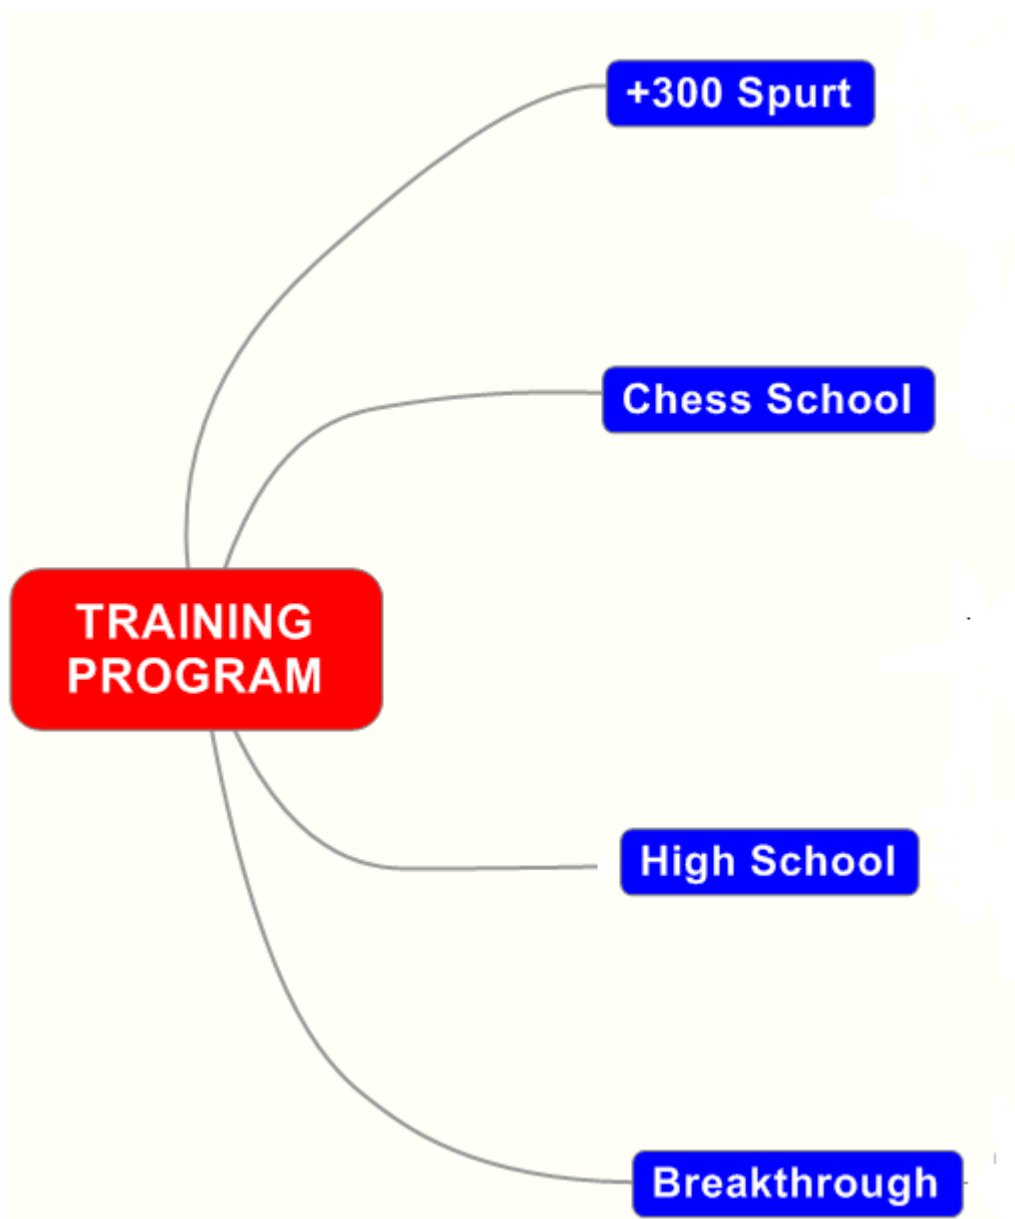 +300 Spurt
Chess School
TRAINING
PROGRAM
High School
Breakthrough